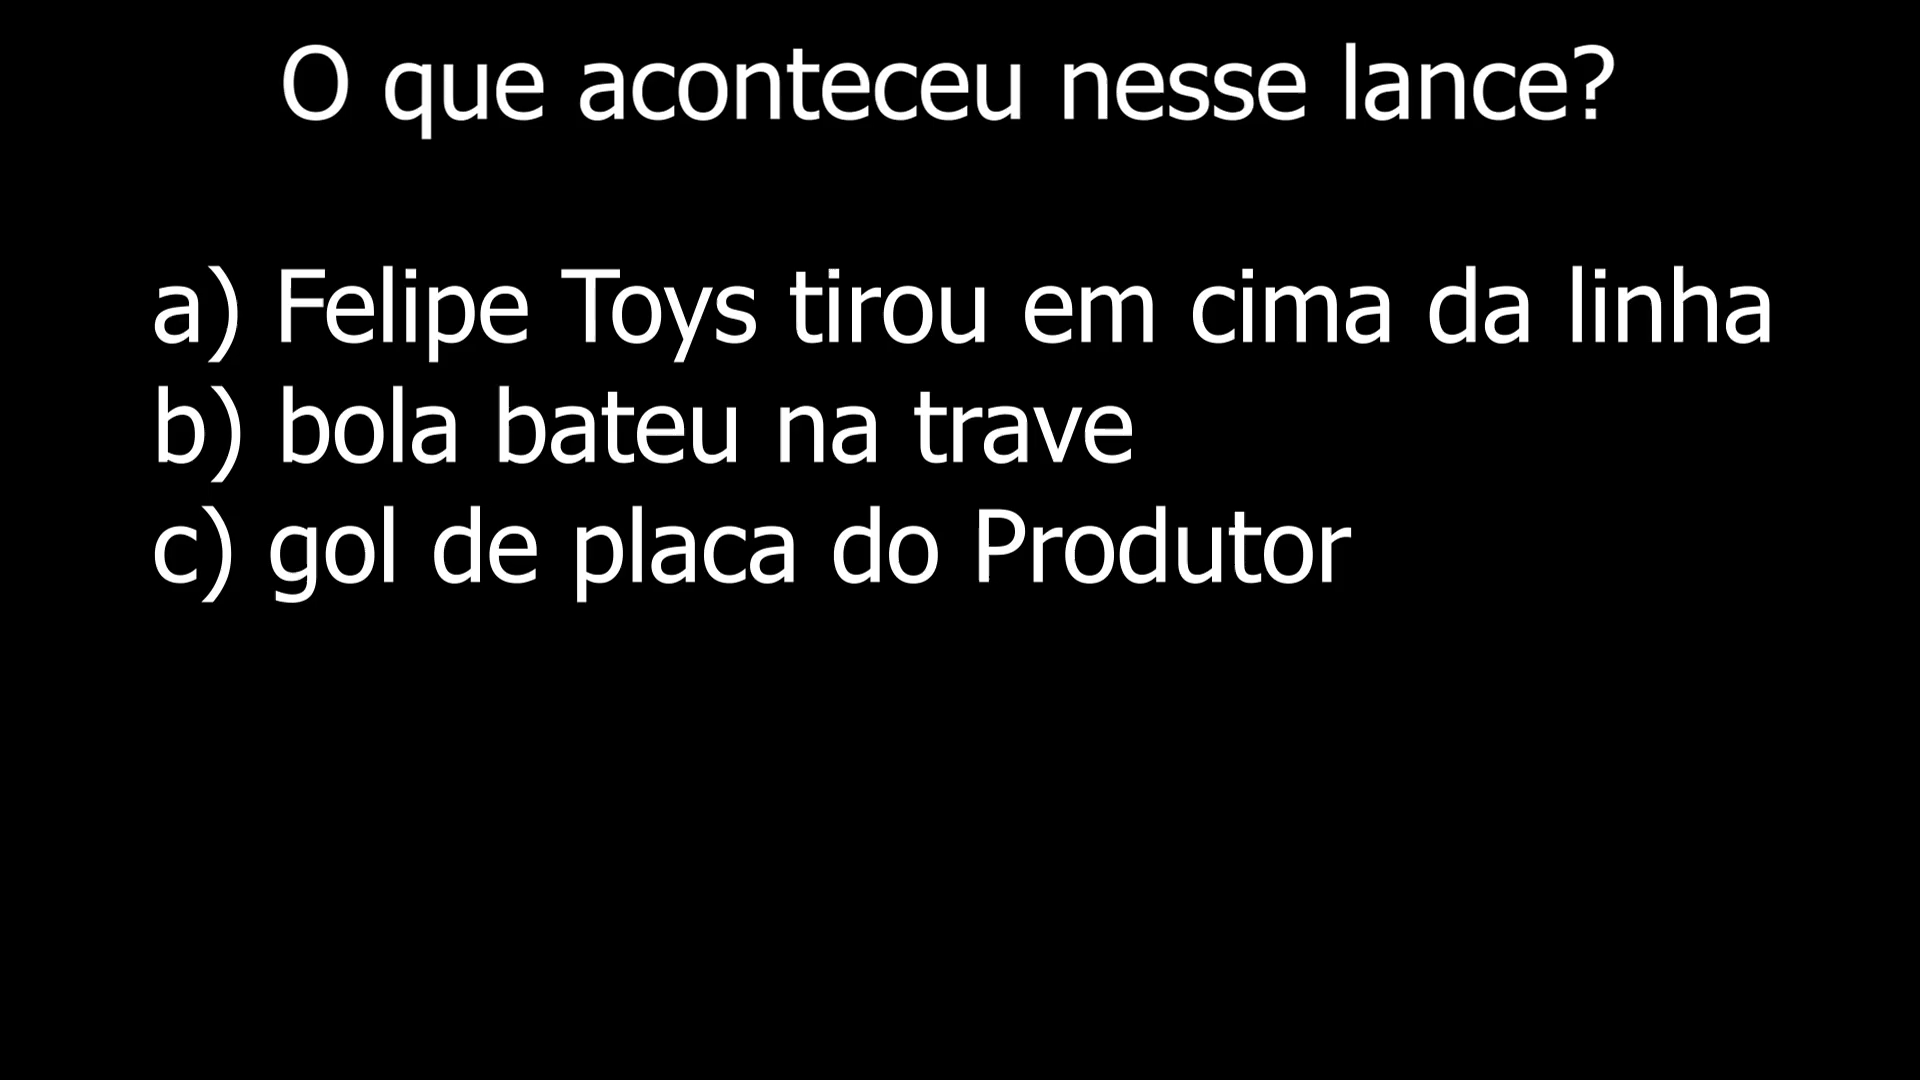 O que aconteceu nesse lance?
a) Felipe Toys tirou em cima da linha
b) bola bateu na trave
c) gol de placa do Produtor